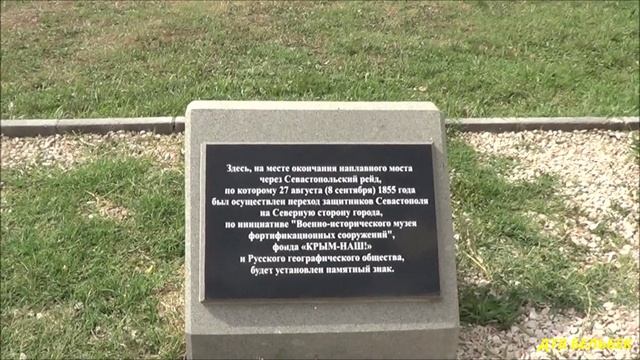 Здесь, на месте окончания наплавного моста
через Севастопольский рейд,
по которому 27 августа (8 сентября) 1855 года
был осуществлен переход защитников Севастополя
на Северную сторону города,
по инициативе "Военно-исторического музея
фортификационных сооружений",
фонда «КРЫМ-НАШ!»
и Русского географического общества,
будет установлен памятный знак.